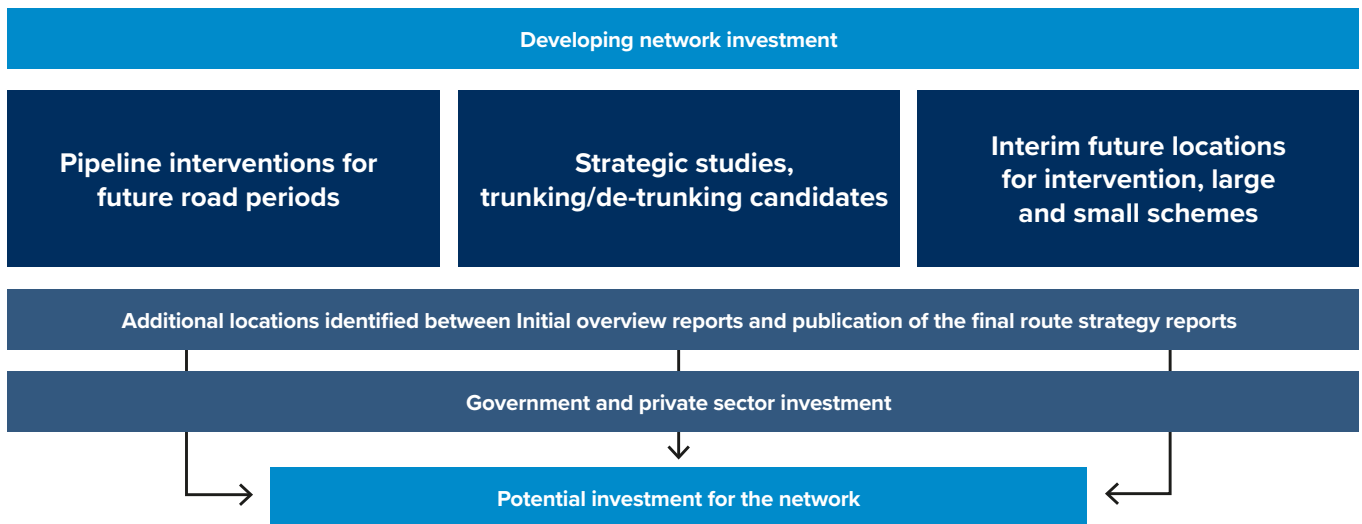 Developing network investment
Pipeline interventions for
future road periods
Strategic studies,
trunking/de-trunking candidates
Interim future locations
for intervention, large
and small schemes
Additional locations identified between Initial overview reports and publication of the final route strategy reports
Government and private sector investment
Potential investment for the network